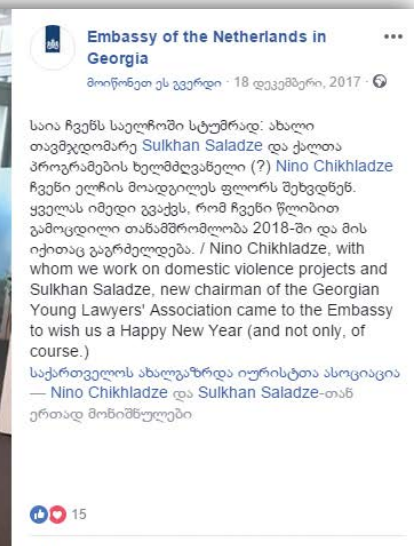 Embassy of the Netherlands in
Georgia
მოიწონეთ ეს გვერდი · 18 დეკემბერი, 2017 ·
საია ჩვენს საელჩოში სტუმრად: ახალი
თავმჯდომარე Sulkhan Saladze და ქალთა
პროგრამების ხელმძღვანელი (?) Nino Chikhladze
ჩვენი ელჩის მოადგილეს ფლორს შეხვდნენ.
ყველას იმედი გვაქვს, რომ ჩვენი წლიბით
გამოცდილი თანამშრომლობა 2018-ში და მის
იქითაც გაგრძელდება. / Nino Chikhladze, with
whom we work on domestic violence projects and
Sulkhan Saladze, new chairman of the Georgian
Young Lawyers' Association came to the Embassy
to wish us a Happy New Year (and not only, of
course.)
საქართველოს ახალგაზრდა იურისტთა ასოციაცია
— Nino Chikhladze და Sulkhan Saladze-თან
ერთად მონიშნულები
15